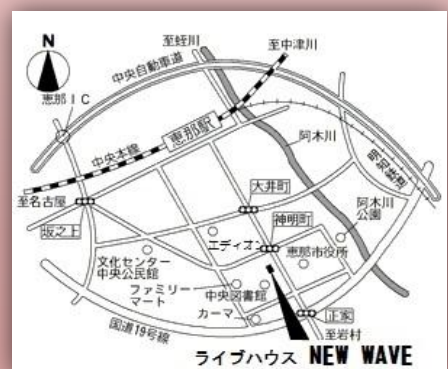 N
至蛭川
至中津川
中央自動車道
恵那IC
恵那駅
中央本線
阿木川
明知鉄道
至名古屋
大井町
坂之上
神明町
阿木川
公園
エディオン
文化センター
中央公民館
恵那市役所
ファミリー
マート
中央図書館
カーマ
正家
国道19号線
至岩村
ライブハウス NEW WAVE